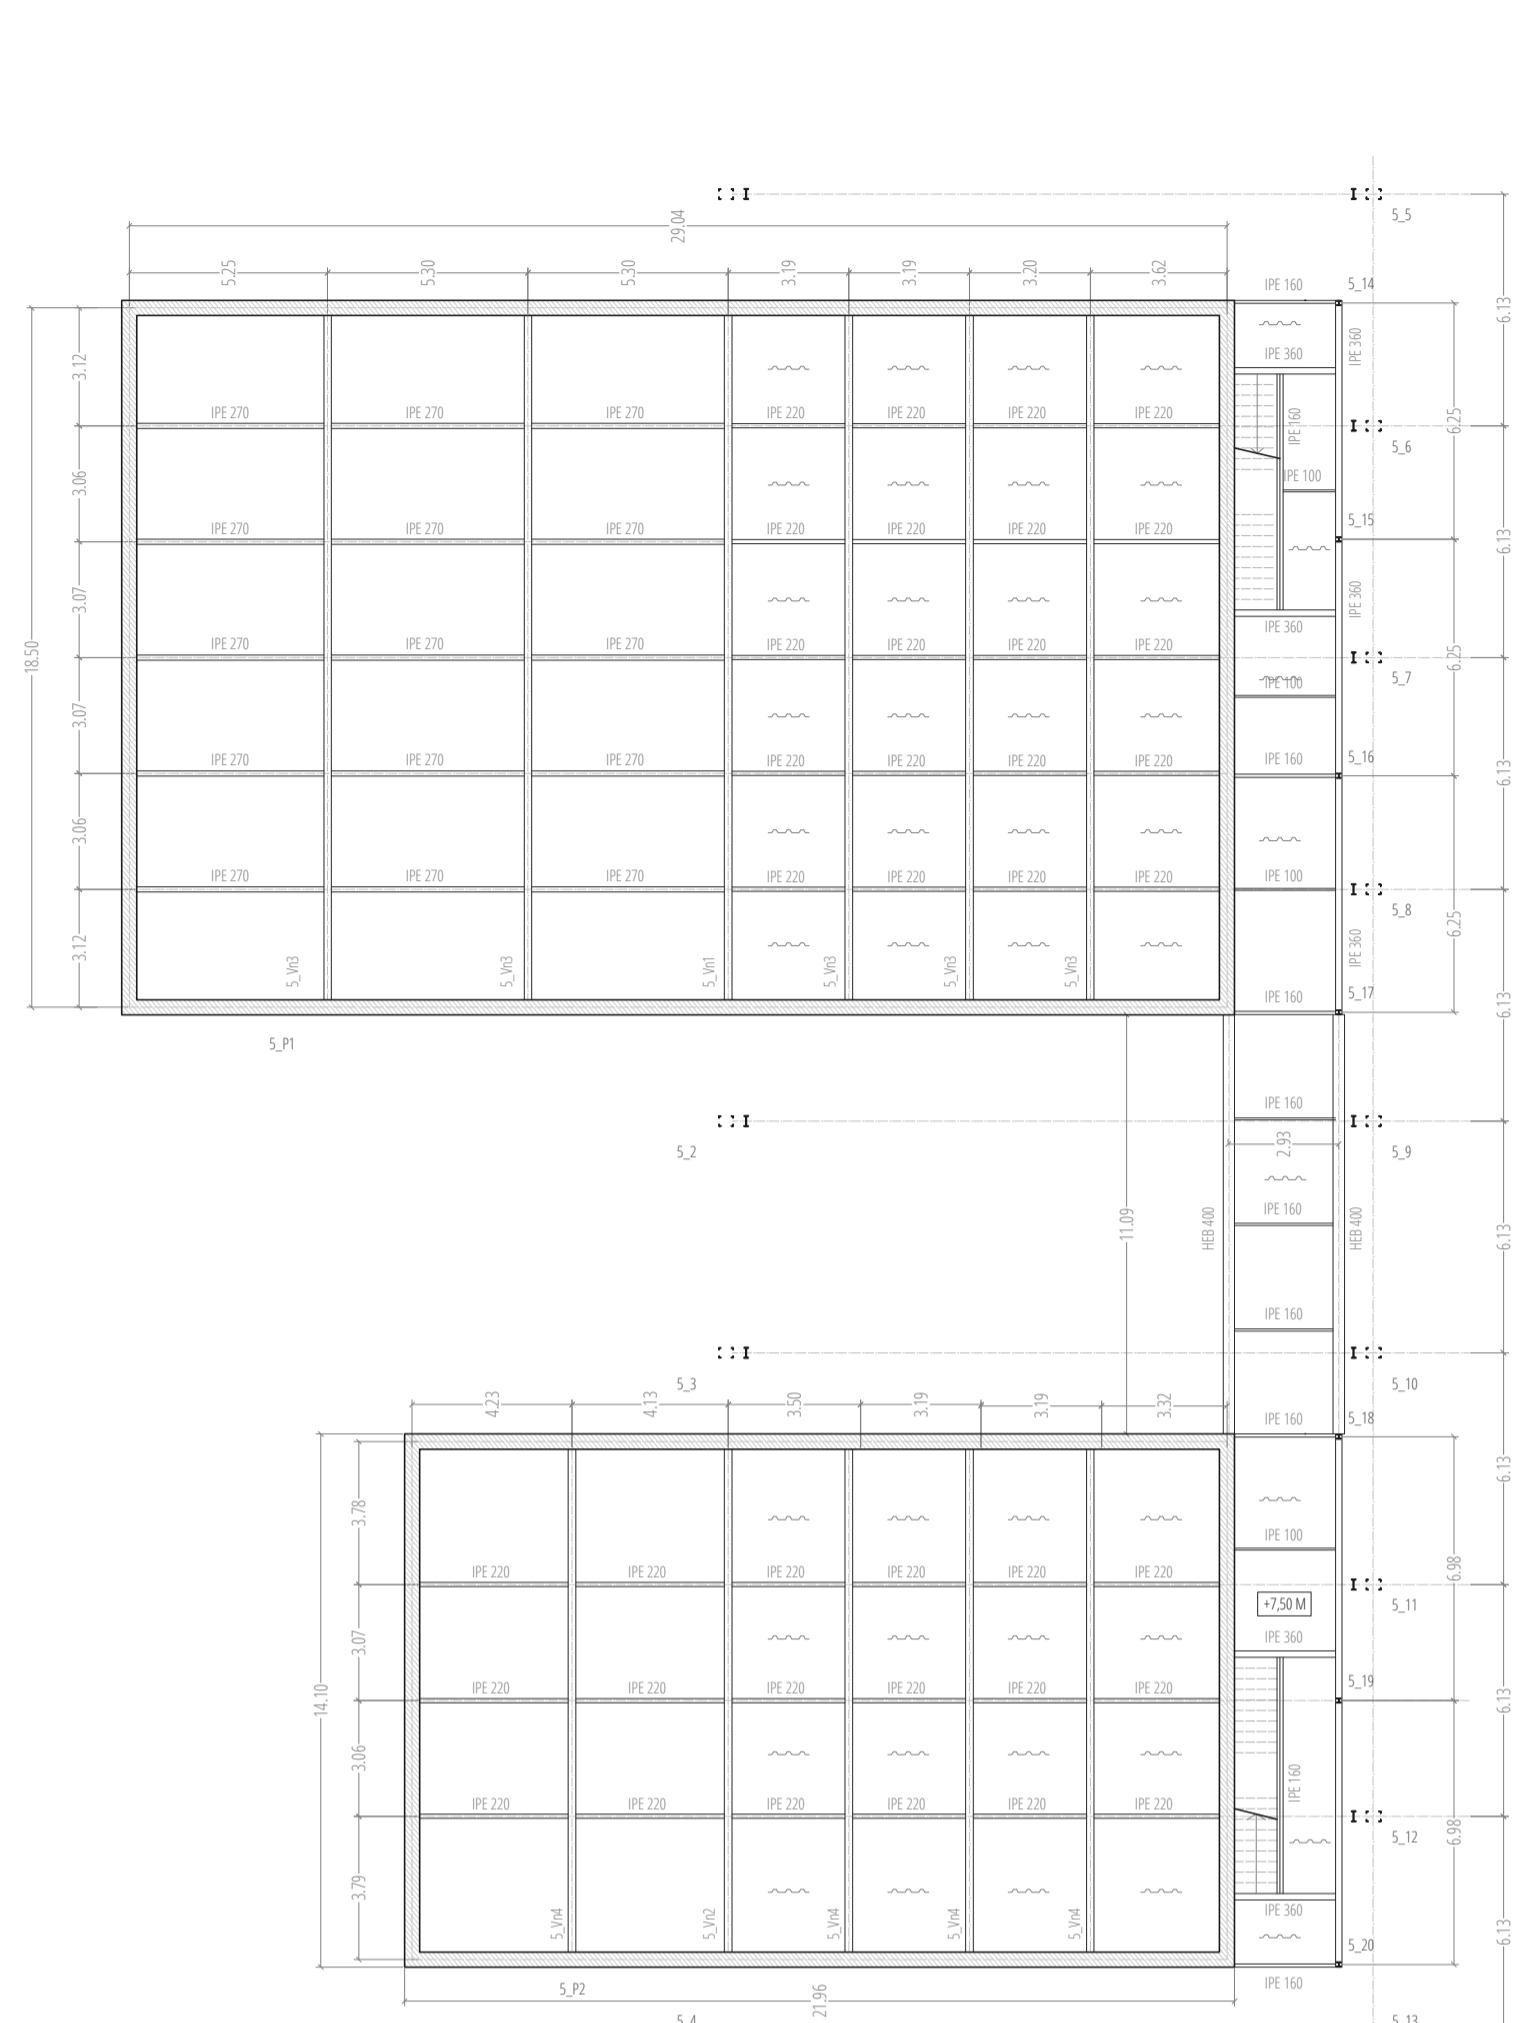 5_5
29.04
5.25 5.30 5.30 3.19 3.19 3.20 3.62
IPE 160 5_14
6.13
3.12
IPE 360
IPE 360
IPE 270 IPE 270 IPE 270 IPE 220 IPE 220 IPE 220 IPE 220
IPE 160
6.25
5_6
3.06
IPE 100
5_15
IPE 270 IPE 270 IPE 270 IPE 220 IPE 220 IPE 220 IPE 220
6.13
3.07
IPE 360
IPE 360
18.50
IPE 270 IPE 270 IPE 270 IPE 220 IPE 220 IPE 220 IPE 220
6.25
5_7
IPE 100
3.07
IPE 270 IPE 270 IPE 270 IPE 220 IPE 220 IPE 220 IPE 220
IPE 160 5_16
6.13
3.06
IPE 270 IPE 270 IPE 270 IPE 220 IPE 220 IPE 220 IPE 220
IPE 100
5_8
6.25
3.12
IPE 360
5_Vn3 5_Vn3 5_Vn1 5_Vn3 5_Vn3 5_Vn3
IPE 160 5_17
6.13
5_P1
IPE 160
2.93
5_2
5_9
IPE 160
11.09
HEB 400
HEB 400
6.13
IPE 160
5_3
5_10
4.23 4.13 3.50 3.19 3.19 3.32
IPE 160 5_18
6.13
3.78
IPE 100
6.98
IPE 220 IPE 220 IPE 220 IPE 220 IPE 220 IPE 220
+7,50 M
5_11
IPE 360
3.07
5_19
IPE 220 IPE 220 IPE 220 IPE 220 IPE 220 IPE 220
14.10
6.13
3.06
IPE 160
IPE 220 IPE 220 IPE 220 IPE 220 IPE 220 IPE 220
6.98
5_12
3.79
IPE 360
5_Vn4 5_Vn2 5_Vn4 5_Vn4 5_Vn4
6.13
5_20
IPE 160
5_P2
21.96
5_4
5_13